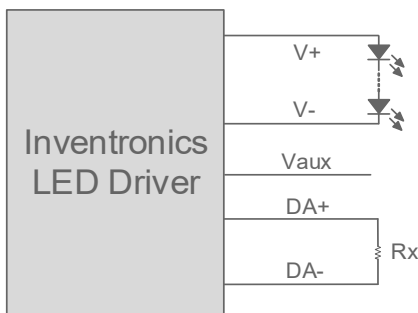 V+
V-
Inventronics
LED Driver
Vaux
DA+
Rx
DA-